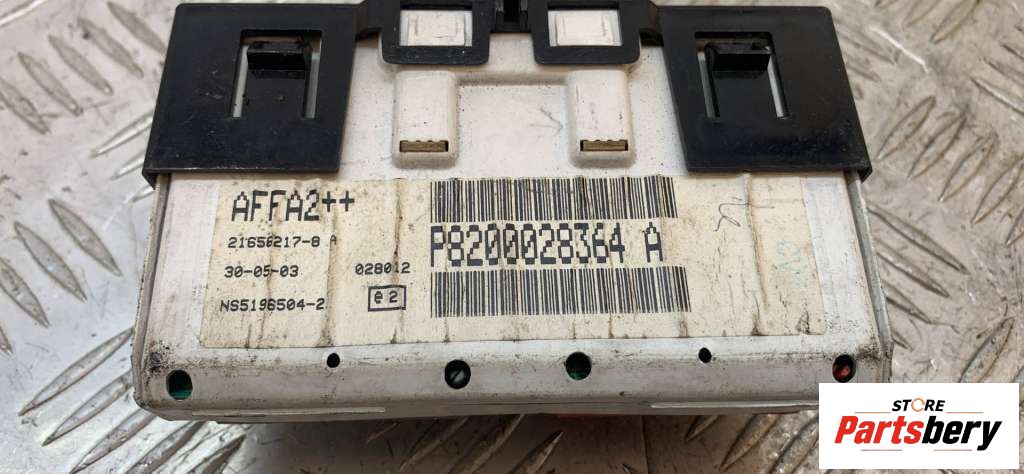 AFFA2++
21656217-8 A
30-05-03 028012
NS5196504-2 e2
P8200028364 A
STORE
Partsbery